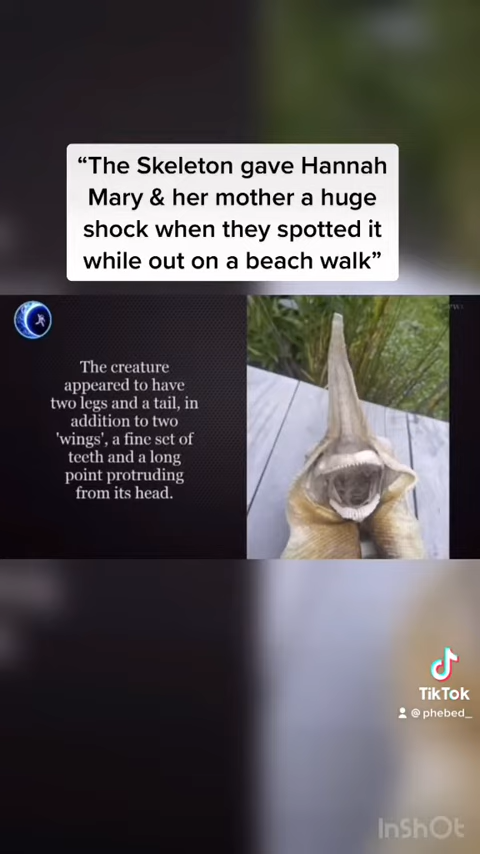 “The Skeleton gave Hannah
Mary & her mother a huge
shock when they spotted it
while out on a beach walk”
The creature
appeared to have
two legs and a tail, in
addition to two
'wings', a fine set of
teeth and a long
point protruding
from its head.
TikTok
@phebed_
InShOt